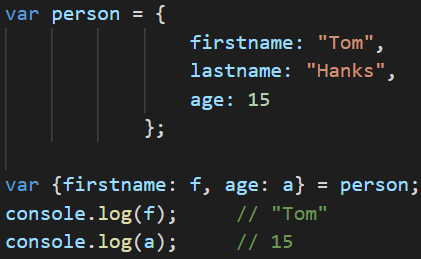 var person = {
firstname: "Tom",
lastname: "Hanks",
age: 15
};
var {firstname: f, age: a} = person;
console.log(f); // "Tom"
console.log(a); // 15